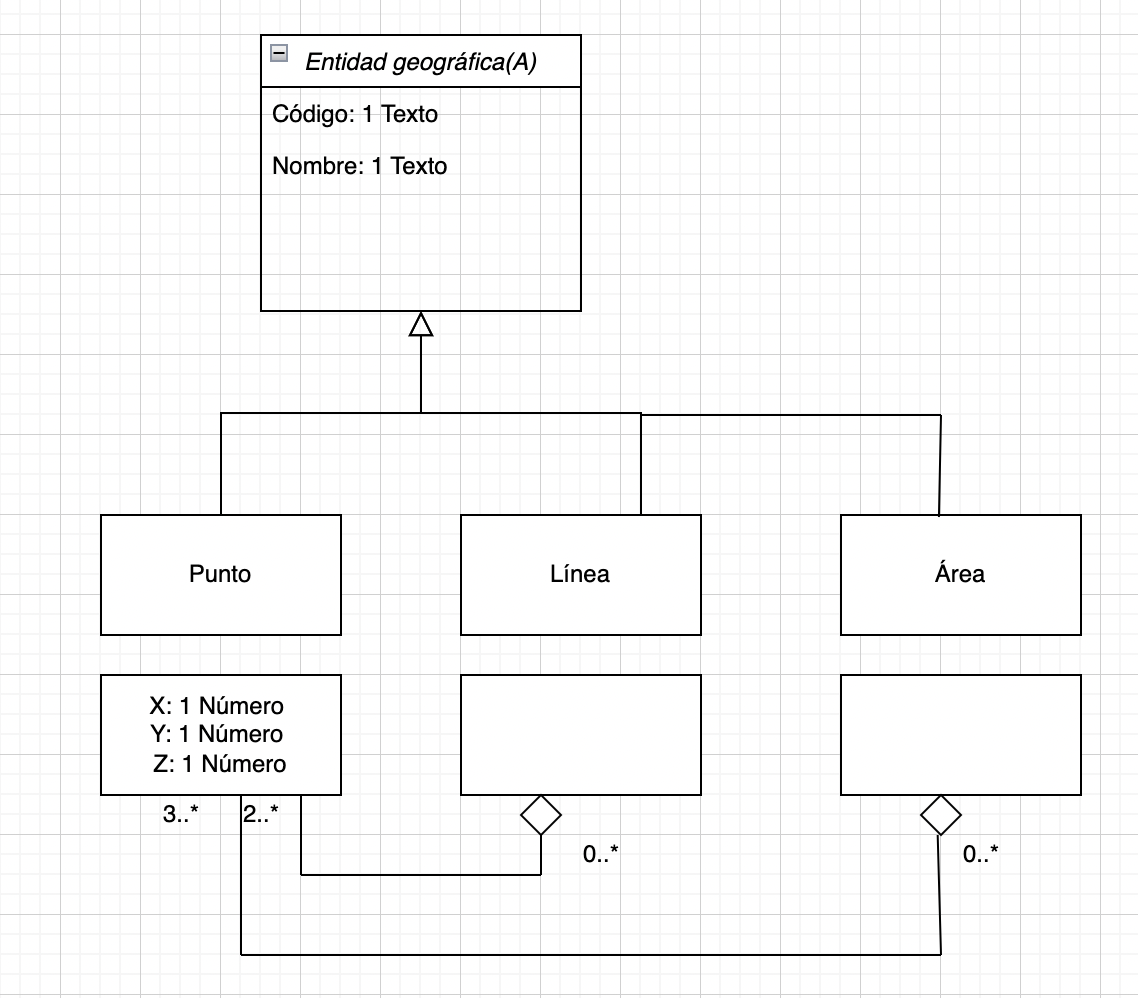 Entidad geográfica(A)
Código: 1 Texto
Nombre: 1 Texto
Punto
Línea
Área
X: 1 Número
Y: 1 Número
Z: 1 Número
3..*
2..*
0..*
0..*